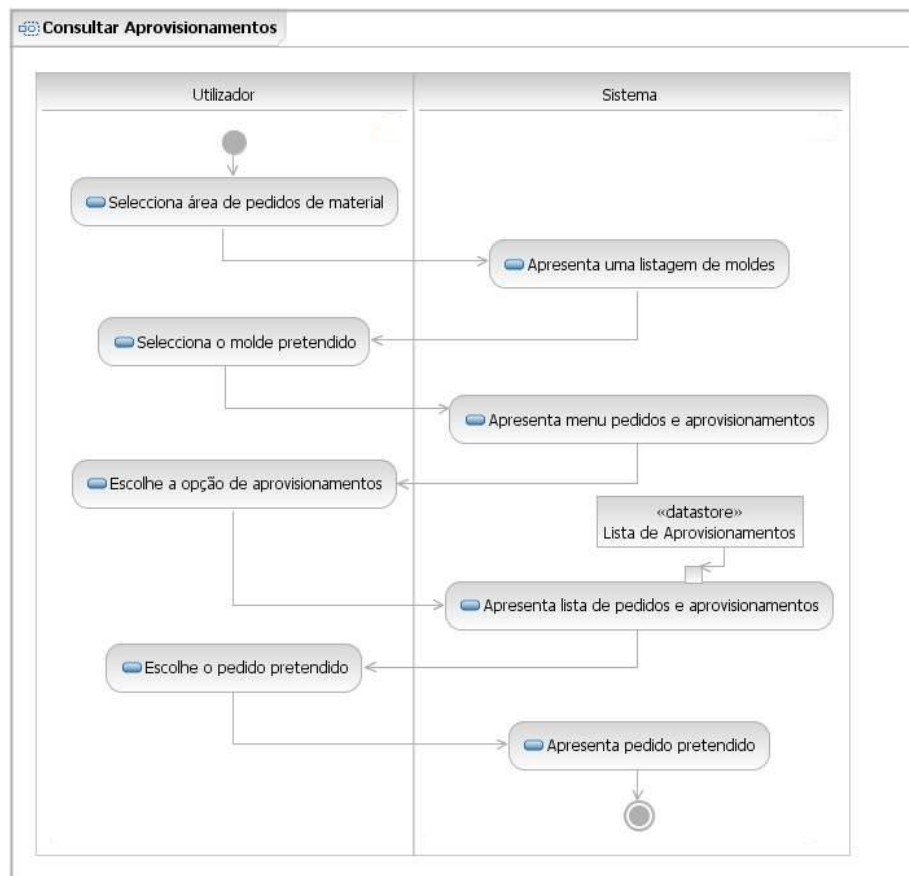 Consultar Aprovisionamentos
Utilizador
Sistema
Selecciona área de pedidos de material
Apresenta uma listagem de moldes
Selecciona o molde pretendido
Apresenta menu pedidos e aprovisionamentos
Escolhe a opção de aprovisionamentos
«datastore»
Lista de Aprovisionamentos
Apresenta lista de pedidos e aprovisionamentos
Escolhe o pedido pretendido
Apresenta pedido pretendido